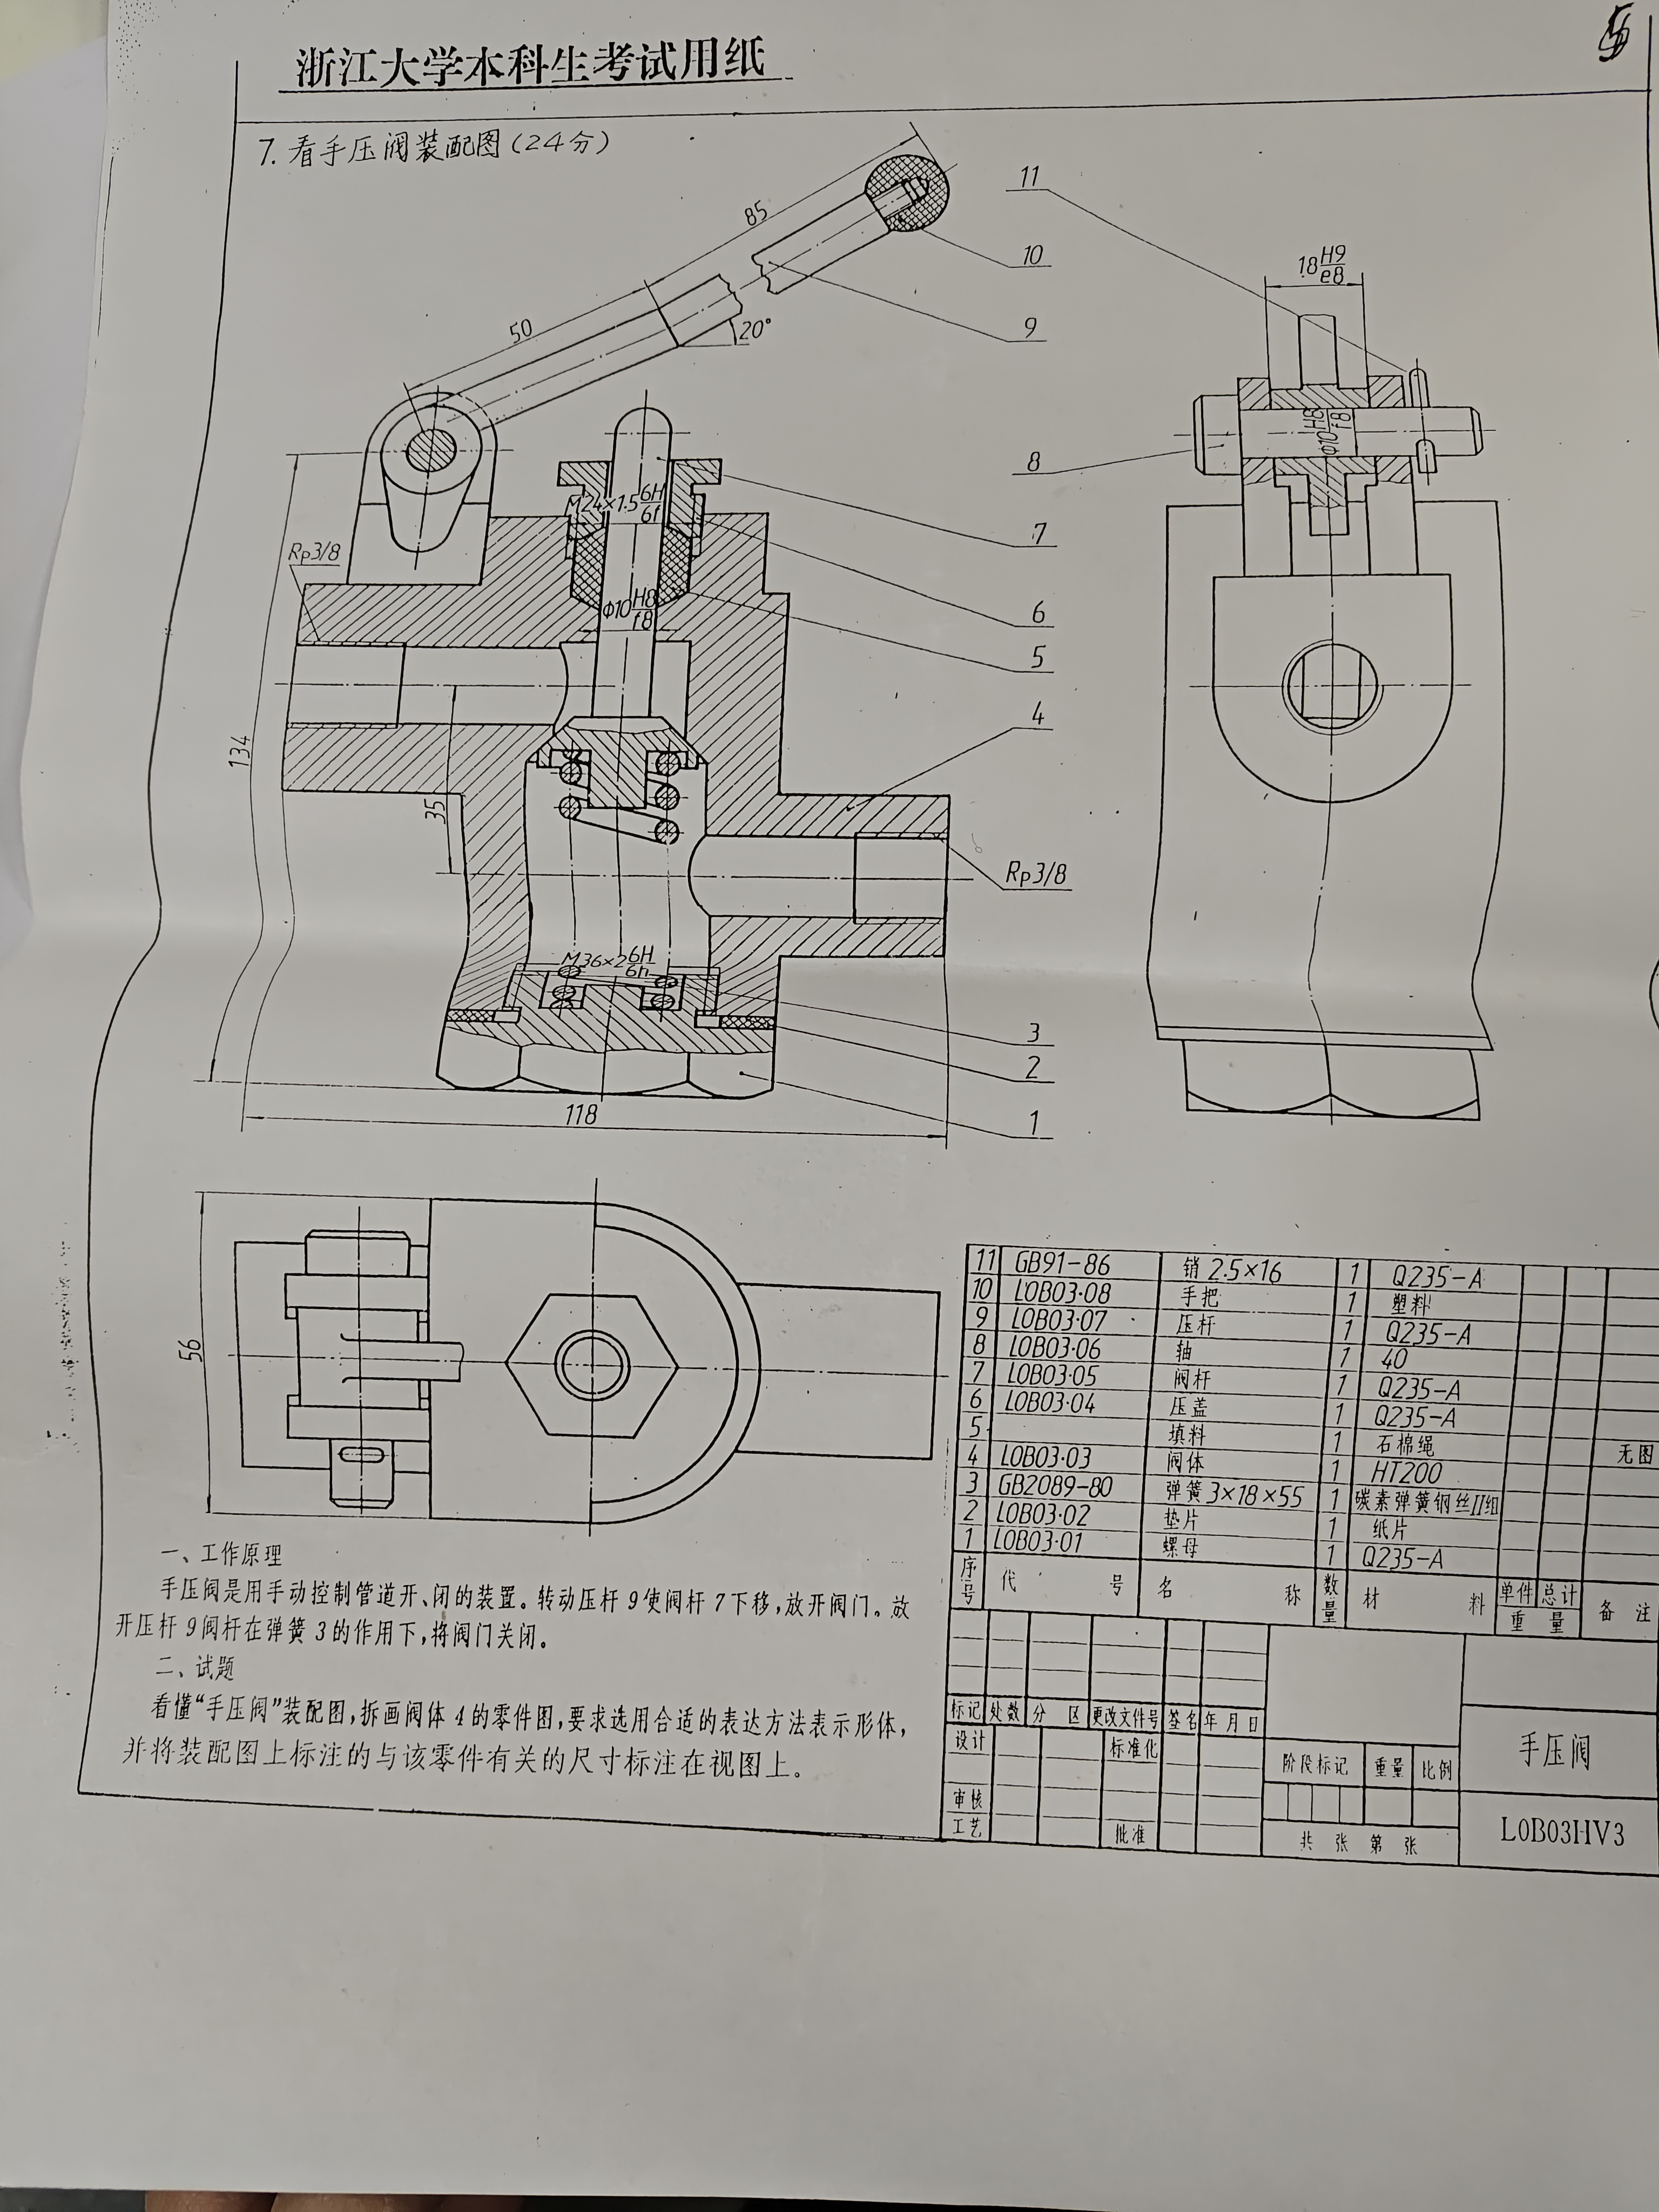 浙江大学本科生考试用纸
7. 看手压阀装配图(24分)
85
50
20°
11
10
9
18 H9/e8
φ10 H8/f8
8
M24×1.5 6H/6f
7
Rp3/8
φ10 H8/f8
6
5
4
134
35
Rp3/8
M36×2 6H/6h
3
2
1
118
56
11 GB91-86 销 2.5×16 1 Q235-A
10 L0B03·08 手把 1 塑料
9 L0B03·07 压杆 1 Q235-A
8 L0B03·06 轴 1 40
7 L0B03·05 阀杆 1 Q235-A
6 L0B03·04 压盖 1 Q235-A
5 填料 1 石棉绳 无图
4 L0B03·03 阀体 1 HT200
3 GB2089-80 弹簧 3×18×55 1 碳素弹簧钢丝II组
2 L0B03·02 垫片 1 纸片
1 L0B03·01 螺母 1 Q235-A
序号 代号 名称 数量 材料 单件 总计 重量 备注
标记 处数 分区 更改文件号 签名 年月日
设计 标准化
阶段标记 重量 比例
手压阀
审核
工艺 批准
共 张 第 张
L0B03HV3
一、工作原理
手压阀是用手动控制管道开、闭的装置。转动压杆9使阀杆7下移,放开阀门。放
开压杆9阀杆在弹簧3的作用下,将阀门关闭。
二、试题
看懂“手压阀”装配图,拆画阀体4的零件图,要求选用合适的表达方法表示形体,
并将装配图上标注的与该零件有关的尺寸标注在视图上。